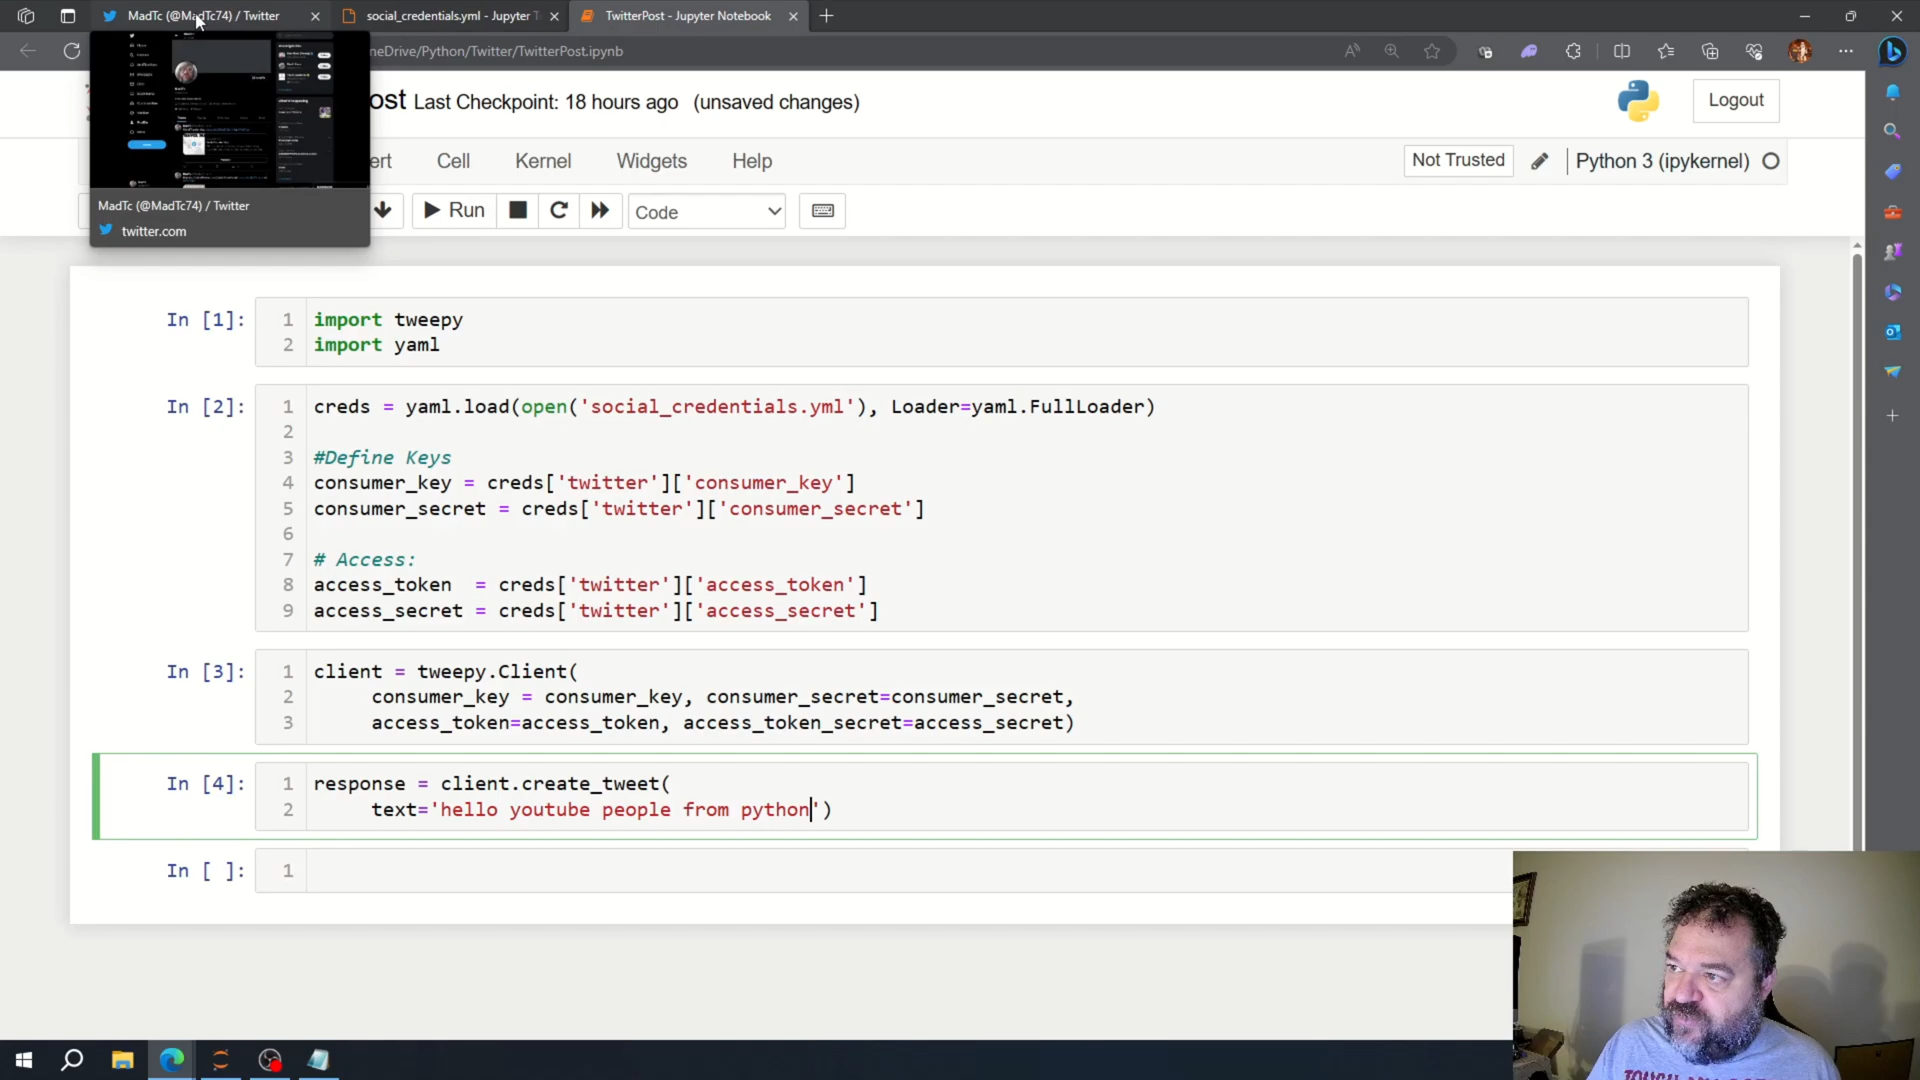 MadTc (@MadTc74) / Twitter
social_credentials.yml - Jupyter T
TwitterPost - Jupyter Notebook
neDrive/Python/Twitter/TwitterPost.ipynb
ost Last Checkpoint: 18 hours ago (unsaved changes)
Logout
ert Cell Kernel Widgets Help
Not Trusted
Python 3 (ipykernel)
Run
Code
MadTc (@MadTc74) / Twitter
twitter.com
In [1]:
1 import tweepy
2 import yaml
In [2]:
1 creds = yaml.load(open('social_credentials.yml'), Loader=yaml.FullLoader)
2
3 #Define Keys
4 consumer_key = creds['twitter']['consumer_key']
5 consumer_secret = creds['twitter']['consumer_secret']
6
7 # Access:
8 access_token  = creds['twitter']['access_token']
9 access_secret = creds['twitter']['access_secret']
In [3]:
1 client = tweepy.Client(
2      consumer_key = consumer_key, consumer_secret=consumer_secret,
3      access_token=access_token, access_token_secret=access_secret)
In [4]:
1 response = client.create_tweet(
2      text='hello youtube people from python')
In [ ]:
1